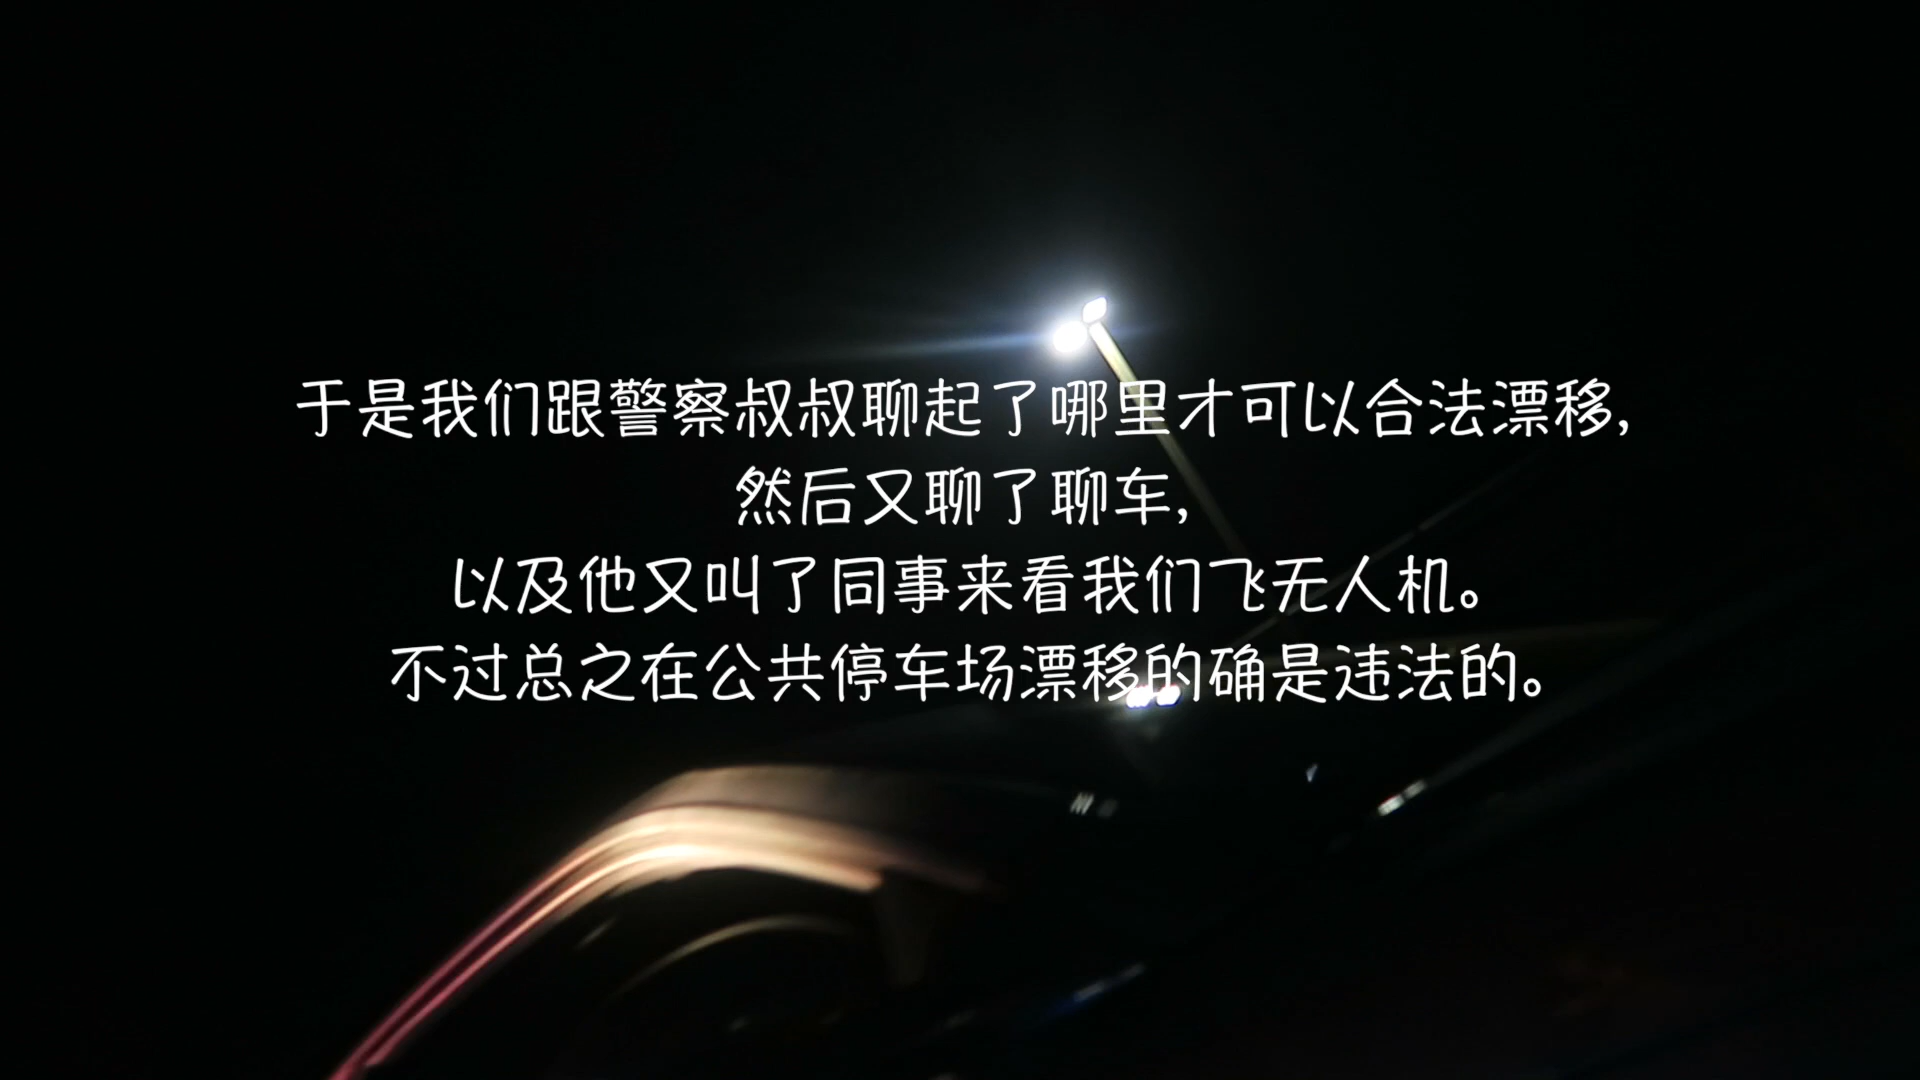 于是我们跟警察叔叔聊起了哪里才可以合法漂移,
然后又聊了聊车,
以及他又叫了同事来看我们飞无人机。
不过总之在公共停车场漂移的确是违法的。